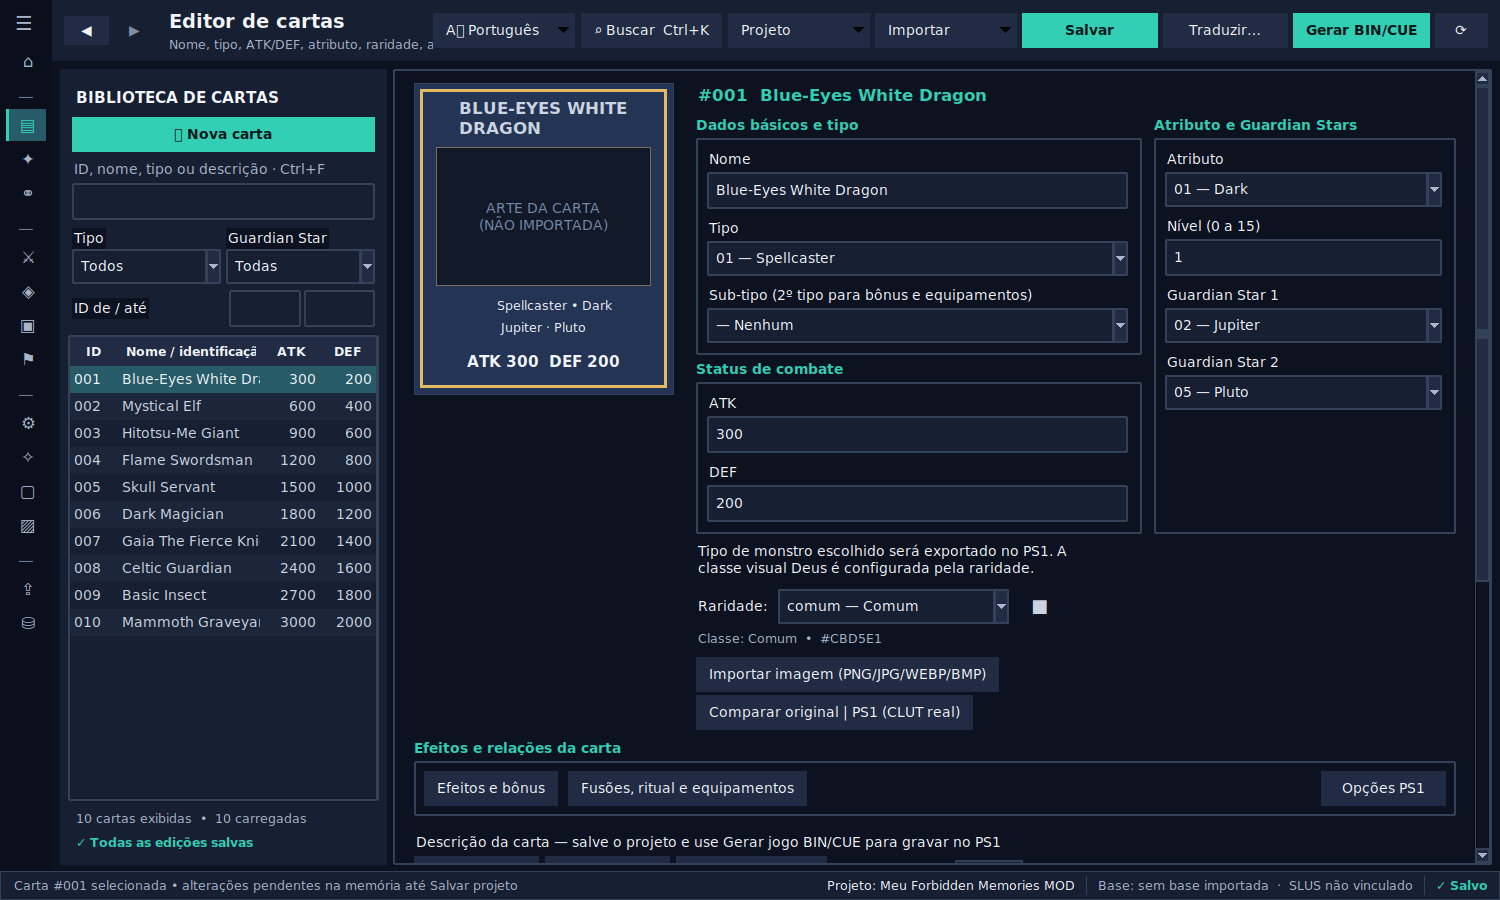 Editor de cartas
Nome, tipo, ATK/DEF, atributo, raridade, a
Português
Buscar Ctrl+K
Projeto
Importar
Salvar
Traduzir...
Gerar BIN/CUE
BIBLIOTECA DE CARTAS
Nova carta
ID, nome, tipo ou descrição · Ctrl+F
Tipo
Guardian Star
Todos
Todas
ID de / até
ID Nome / identificaçã ATK DEF
001 Blue-Eyes White Dra 300 200
002 Mystical Elf 600 400
003 Hitotsu-Me Giant 900 600
004 Flame Swordsman 1200 800
005 Skull Servant 1500 1000
006 Dark Magician 1800 1200
007 Gaia The Fierce Kni 2100 1400
008 Celtic Guardian 2400 1600
009 Basic Insect 2700 1800
010 Mammoth Graveyar 3000 2000
10 cartas exibidas • 10 carregadas
✓ Todas as edições salvas
BLUE-EYES WHITE
DRAGON
ARTE DA CARTA
(NÃO IMPORTADA)
Spellcaster • Dark
Jupiter · Pluto
ATK 300 DEF 200
#001 Blue-Eyes White Dragon
Dados básicos e tipo
Nome
Blue-Eyes White Dragon
Tipo
01 — Spellcaster
Sub-tipo (2º tipo para bônus e equipamentos)
— Nenhum
Status de combate
ATK
300
DEF
200
Atributo e Guardian Stars
Atributo
01 — Dark
Nível (0 a 15)
1
Guardian Star 1
02 — Jupiter
Guardian Star 2
05 — Pluto
Tipo de monstro escolhido será exportado no PS1. A
classe visual Deus é configurada pela raridade.
Raridade:
comum — Comum
Classe: Comum • #CBD5E1
Importar imagem (PNG/JPG/WEBP/BMP)
Comparar original | PS1 (CLUT real)
Efeitos e relações da carta
Efeitos e bônus
Fusões, ritual e equipamentos
Opções PS1
Descrição da carta — salve o projeto e use Gerar jogo BIN/CUE para gravar no PS1
Carta #001 selecionada • alterações pendentes na memória até Salvar projeto
Projeto: Meu Forbidden Memories MOD
Base: sem base importada · SLUS não vinculado
✓ Salvo